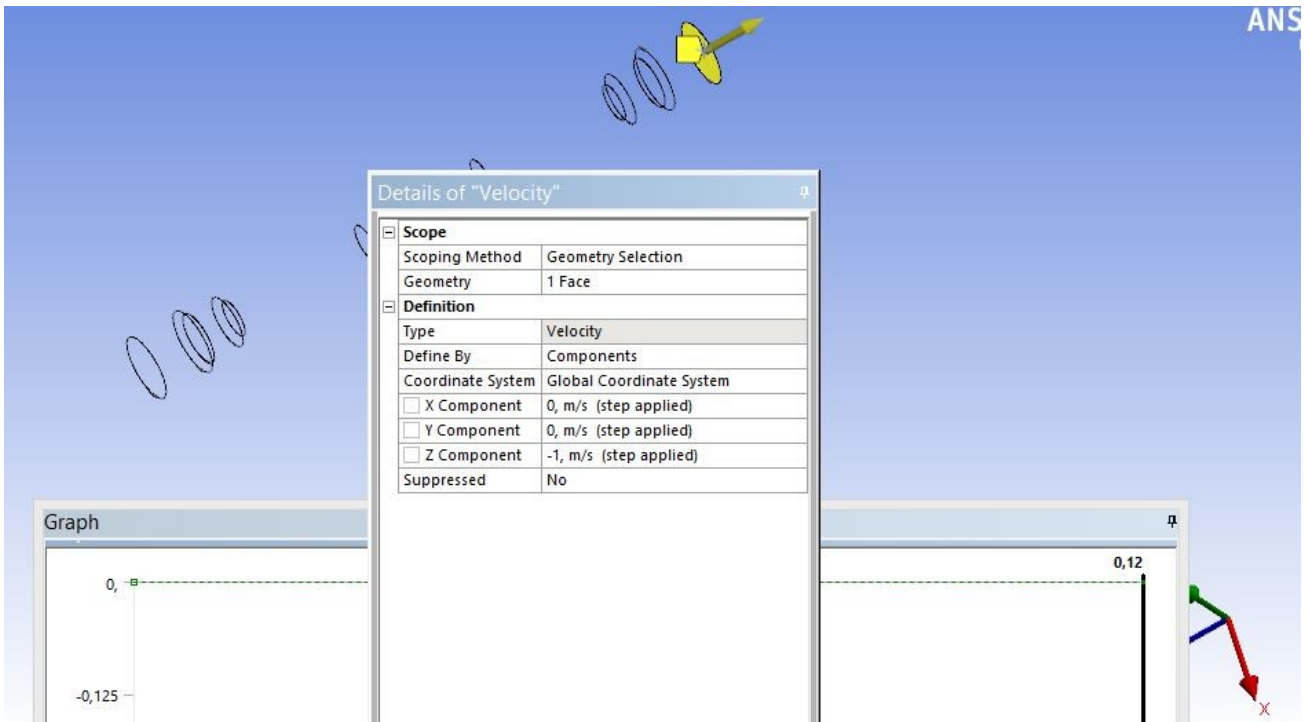 ANS
Details of "Velocity"
Scope
Scoping Method Geometry Selection
Geometry 1 Face
Definition
Type Velocity
Define By Components
Coordinate System Global Coordinate System
X Component 0, m/s (step applied)
Y Component 0, m/s (step applied)
Z Component -1, m/s (step applied)
Suppressed No
Graph
0,12
0,
-0,125
X